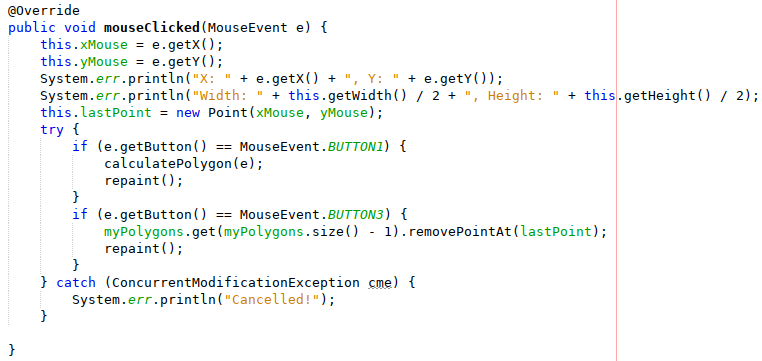 @Override
public void mouseClicked(MouseEvent e) {
    this.xMouse = e.getX();
    this.yMouse = e.getY();
    System.err.println("X: " + e.getX() + ", Y: " + e.getY());
    System.err.println("Width: " + this.getWidth() / 2 + ", Height: " + this.getHeight() / 2);
    this.lastPoint = new Point(xMouse, yMouse);
    try {
        if (e.getButton() == MouseEvent.BUTTON1) {
            calculatePolygon(e);
            repaint();
        }
        if (e.getButton() == MouseEvent.BUTTON3) {
            myPolygons.get(myPolygons.size() - 1).removePointAt(lastPoint);
            repaint();
        }
    } catch (ConcurrentModificationException cme) {
        System.err.println("Cancelled!");
    }

}